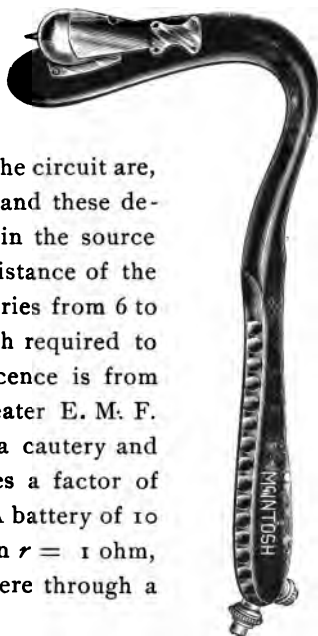 he circuit are,
and these de-
in the source
istance of the
ries from 6 to
h required to
cence is from
eater E. M. F.
a cautery and
es a factor of
A battery of 10
n r = 1 ohm,
ere through a
McINTOSH